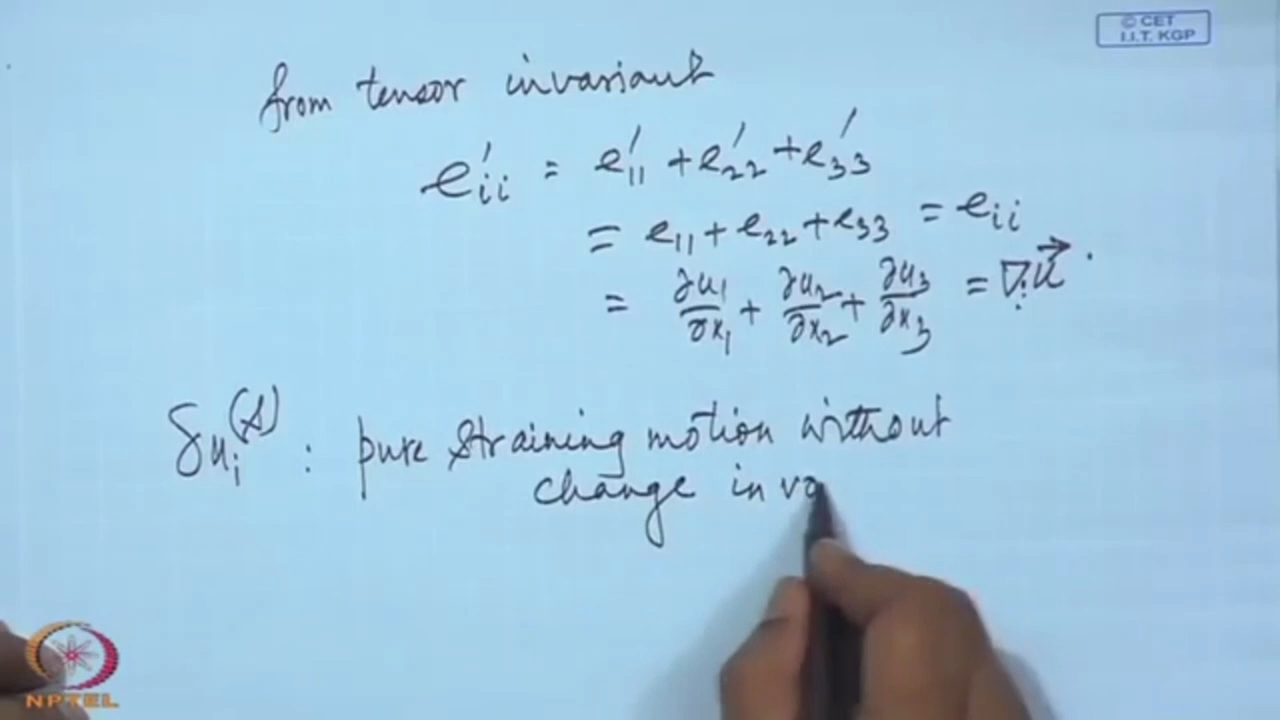 © CET
I.I.T. KGP
from tensor invariant
e'ii = e'11 + e'22 + e'33
= e11 + e22 + e33 = eii
= ∂u1/∂x1 + ∂u2/∂x2 + ∂u3/∂x3 = ∇.u⃗ .
δui(s) : pure straining motion without
change in vo
NPTEL